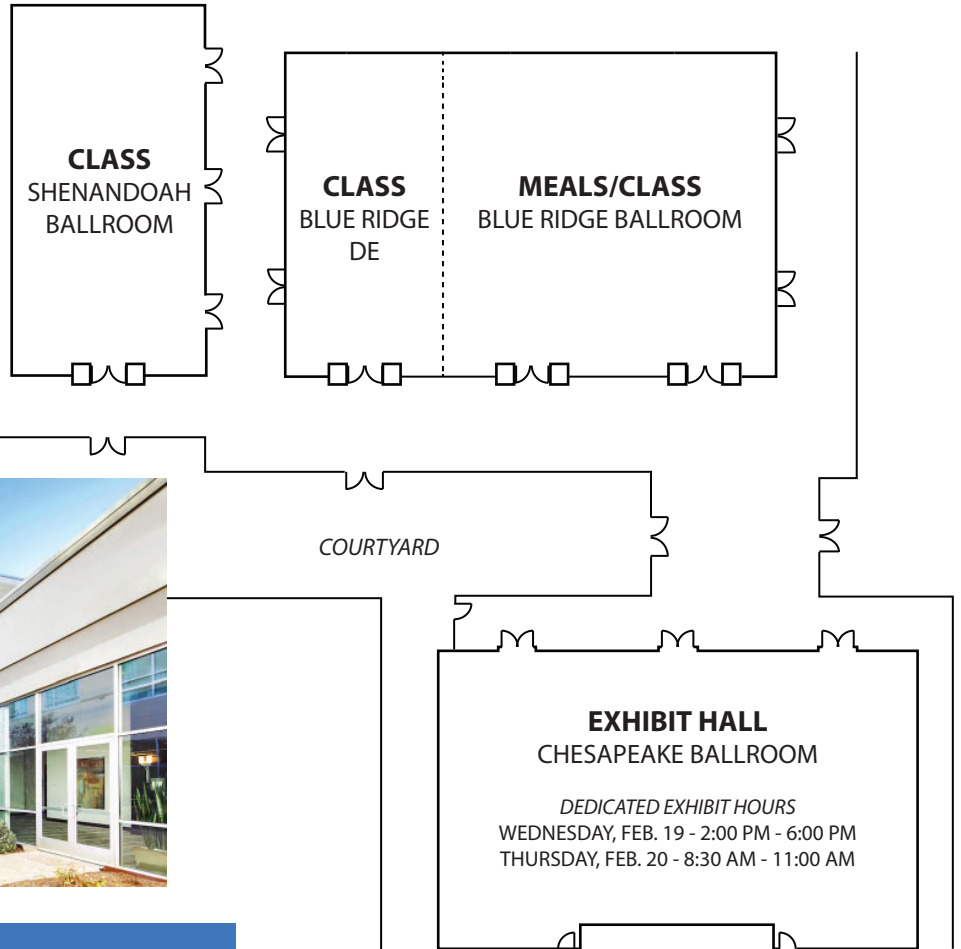 CLASS
SHENANDOAH
BALLROOM
CLASS
BLUE RIDGE
DE
MEALS/CLASS
BLUE RIDGE BALLROOM
COURTYARD
EXHIBIT HALL
CHESAPEAKE BALLROOM
DEDICATED EXHIBIT HOURS
WEDNESDAY, FEB. 19 - 2:00 PM - 6:00 PM
THURSDAY, FEB. 20 - 8:30 AM - 11:00 AM